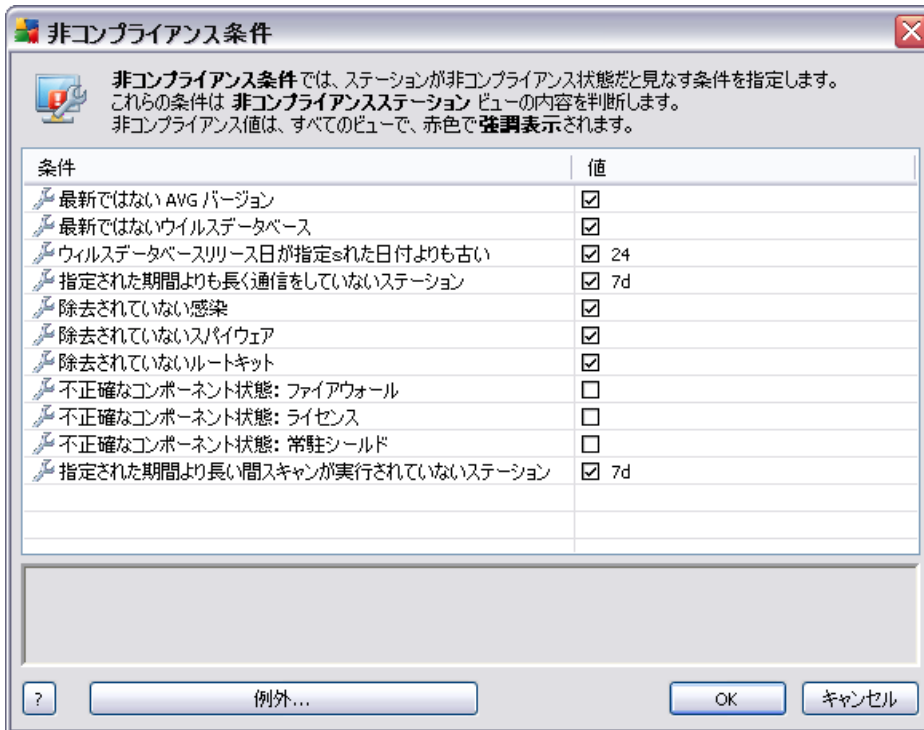 非コンプライアンス条件
非コンプライアンス条件では、ステーションが非コンプライアンス状態だと見なす条件を指定します。
これらの条件は 非コンプライアンスステーション ビューの内容を判断します。
非コンプライアンス値は、すべてのビューで、赤色で強調表示されます。
条件 値
最新ではない AVG バージョン
最新ではないウイルスデータベース
ウィルスデータベースリリース日が指定sれた日付よりも古い 24
指定された期間よりも長く通信をしていないステーション 7d
除去されていない感染
除去されていないスパイウェア
除去されていないルートキット
不正確なコンポーネント状態: ファイアウォール
不正確なコンポーネント状態: ライセンス
不正確なコンポーネント状態: 常駐シールド
指定された期間より長い間スキャンが実行されていないステーション 7d
? 例外... OK キャンセル